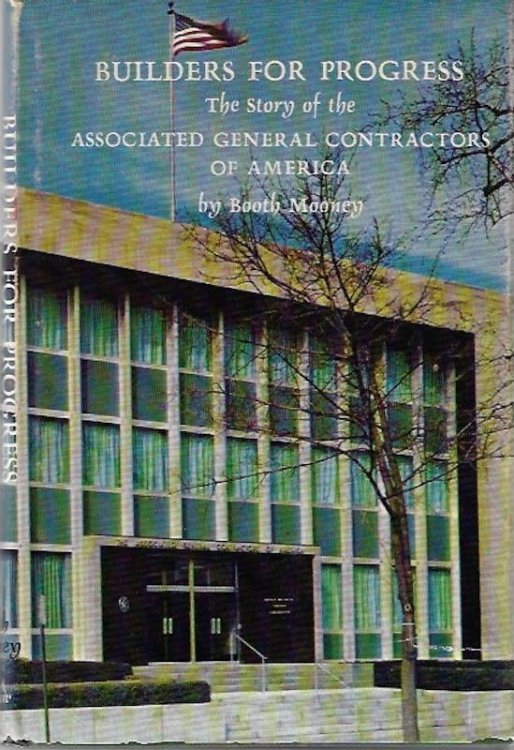 BUILDERS FOR PROGRESS
The Story of the
ASSOCIATED GENERAL CONTRACTORS
OF AMERICA
by Booth Mooney
BUILDERS FOR PROGRESS